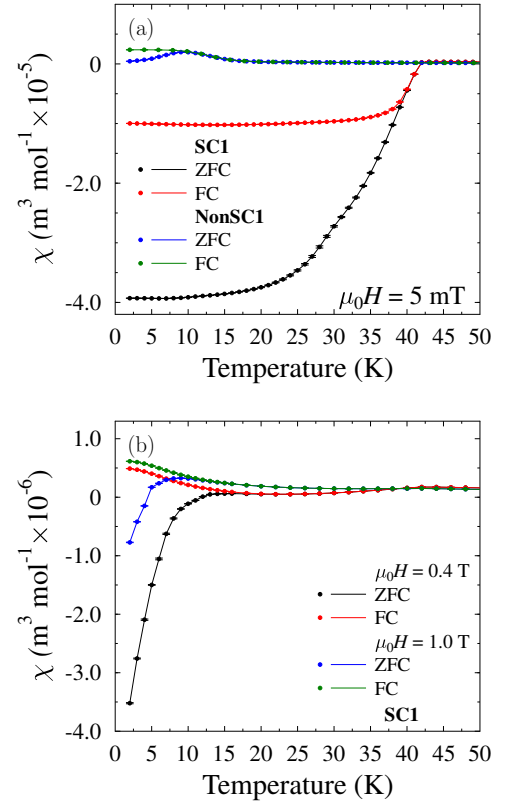 (a)
0
-2.0
-4.0
χ (m³ mol⁻¹ ×10⁻⁵)
SC1
ZFC
FC
NonSC1
ZFC
FC
μ₀H = 5 mT
0 5 10 15 20 25 30 35 40 45 50
Temperature (K)
(b)
1.0
0
-1.0
-2.0
-3.0
-4.0
χ (m³ mol⁻¹ ×10⁻⁶)
μ₀H = 0.4 T
ZFC
FC
μ₀H = 1.0 T
ZFC
FC
SC1
0 5 10 15 20 25 30 35 40 45 50
Temperature (K)